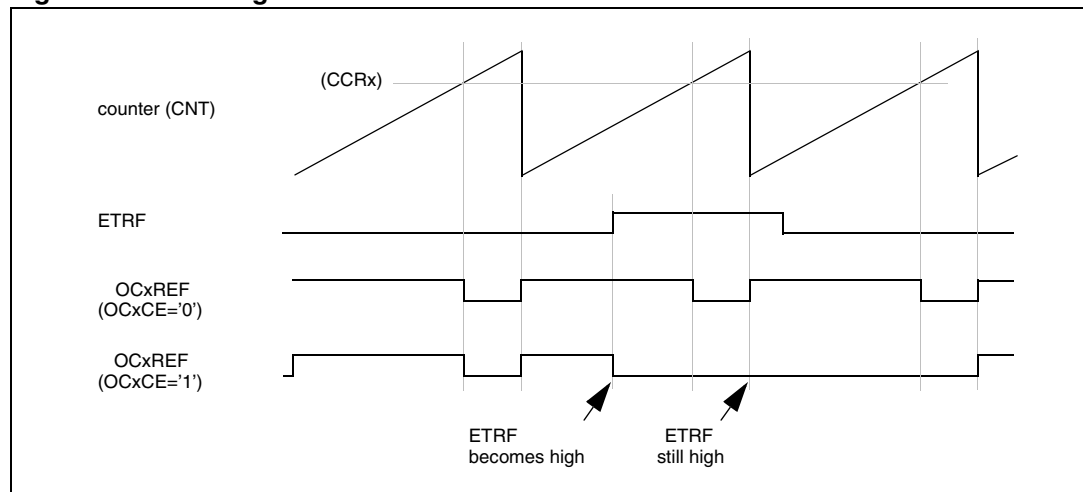 (CCRx)
counter (CNT)
ETRF
OCxREF
(OCxCE='0')
OCxREF
(OCxCE='1')
ETRF
becomes high
ETRF
still high